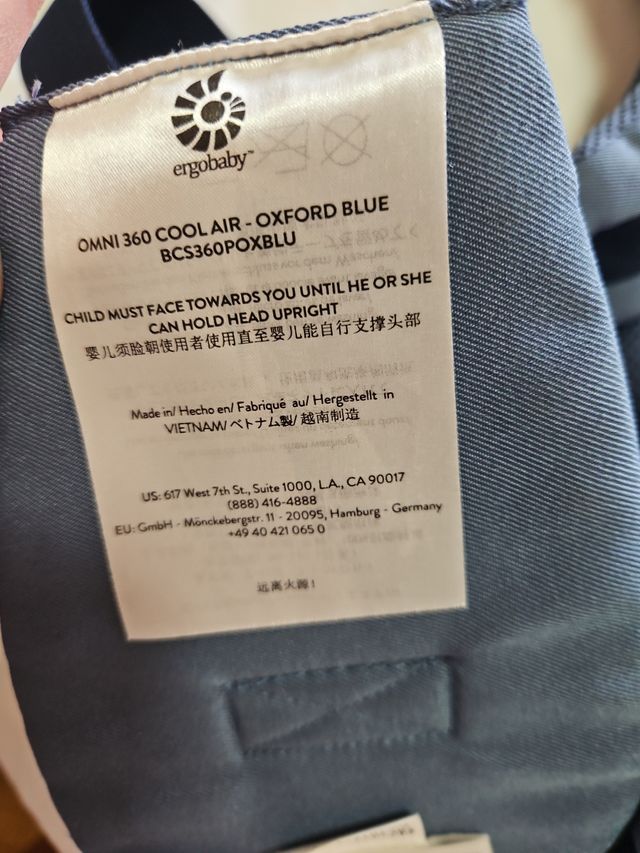 ergobaby™
OMNI 360 COOL AIR - OXFORD BLUE
BCS360POXBLU
CHILD MUST FACE TOWARDS YOU UNTIL HE OR SHE
CAN HOLD HEAD UPRIGHT
婴儿须脸朝使用者使用直至婴儿能自行支撑头部
Made in/ Hecho en/ Fabriqué au/ Hergestellt in
VIETNAM/ ベトナム製/ 越南制造
US: 617 West 7th St., Suite 1000, L.A., CA 90017
(888) 416-4888
EU: GmbH - Mönckebergstr. 11 - 20095, Hamburg - Germany
+49 40 421 065 0
远离火源!